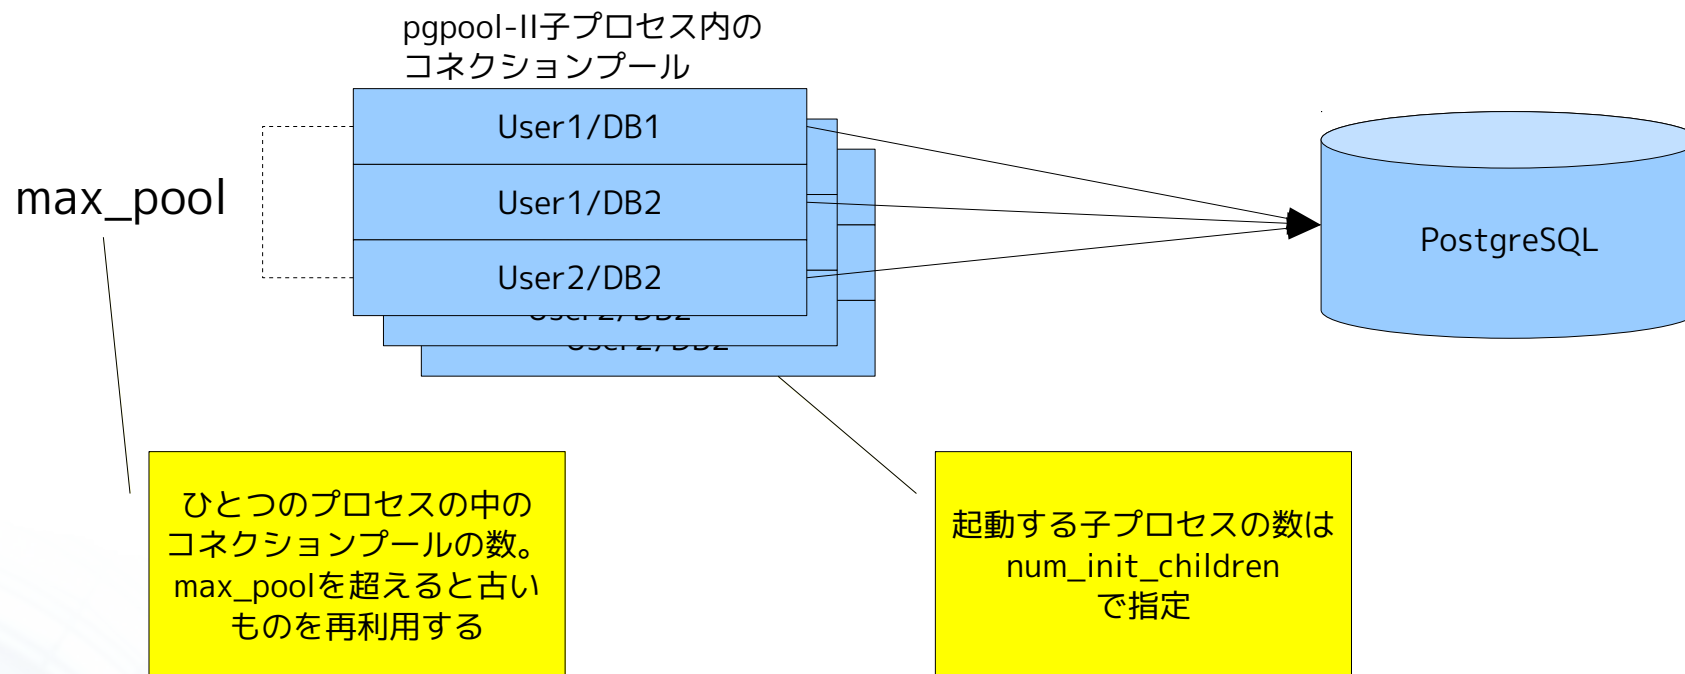 pgpool-II子プロセス内の
コネクションプール
User1/DB1
User1/DB2
User2/DB2
User2/DB2
User2/DB2
max_pool
PostgreSQL
ひとつのプロセスの中の
コネクションプールの数。
max_poolを超えると古い
ものを再利用する
起動する子プロセスの数は
num_init_children
で指定